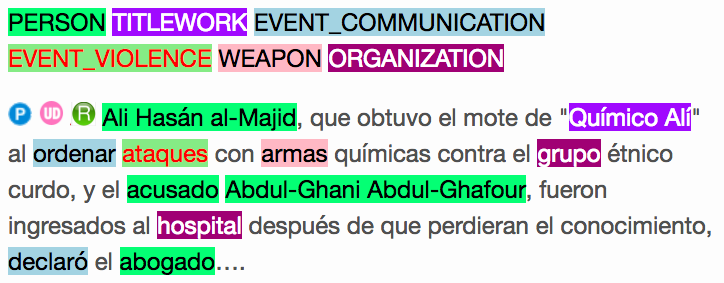 PERSON TITLEWORK EVENT_COMMUNICATION
EVENT_VIOLENCE WEAPON ORGANIZATION
P UD R Ali Hasán al-Majid, que obtuvo el mote de "Químico Alí"
al ordenar ataques con armas químicas contra el grupo étnico
curdo, y el acusado Abdul-Ghani Abdul-Ghafour, fueron
ingresados al hospital después de que perdieran el conocimiento,
declaró el abogado....